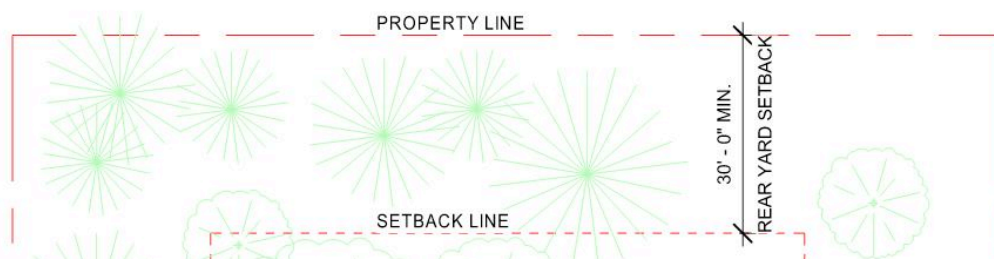 PROPERTY LINE
30' - 0" MIN.
REAR YARD SETBACK
SETBACK LINE